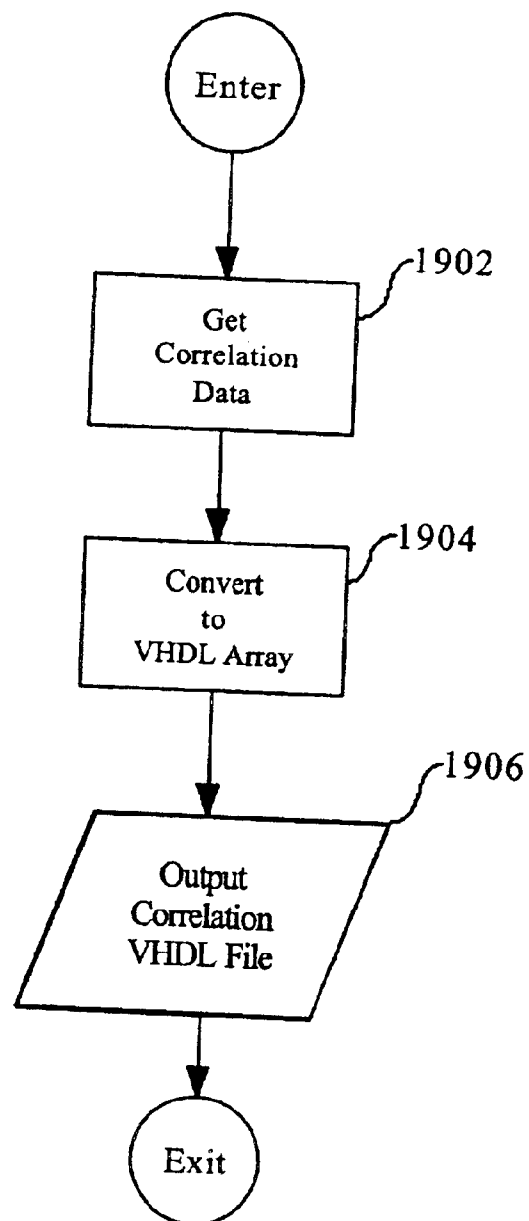 Enter
1902
Get
Correlation
Data
1904
Convert
to
VHDL Array
1906
Output
Correlation
VHDL File
Exit